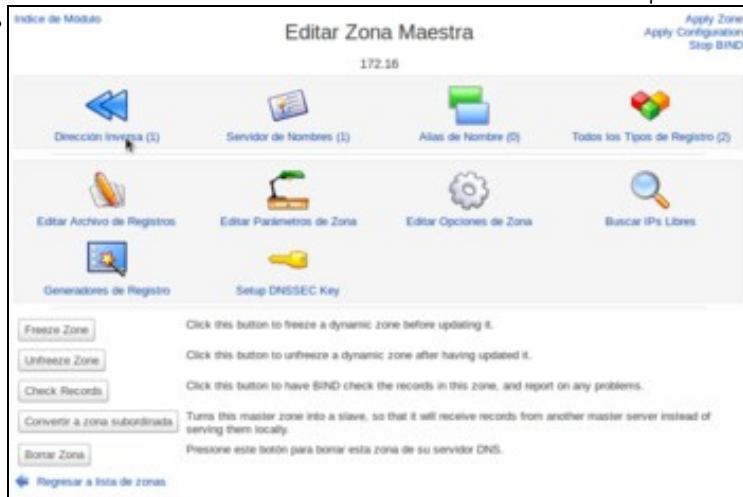 Indice de Módulo
Editar Zona Maestra
Apply Zone
Apply Configuration
Stop BIND
172.16
Dirección Inversa (1)
Servidor de Nombres (1)
Alias de Nombre (0)
Todos los Tipos de Registro (2)
Editar Archivo de Registros
Editar Parámetros de Zona
Editar Opciones de Zona
Buscar IPs Libres
Generadores de Registro
Setup DNSSEC Key
Freeze Zone
Click this button to freeze a dynamic zone before updating it.
Unfreeze Zone
Click this button to unfreeze a dynamic zone after having updated it.
Check Records
Click this button to have BIND check the records in this zone, and report on any problems.
Convertir a zona subordinada
Turns this master zone into a slave, so that it will receive records from another master server instead of
serving them locally.
Borrar Zona
Presione este botón para borrar esta zona de su servidor DNS.
Regresar a lista de zonas